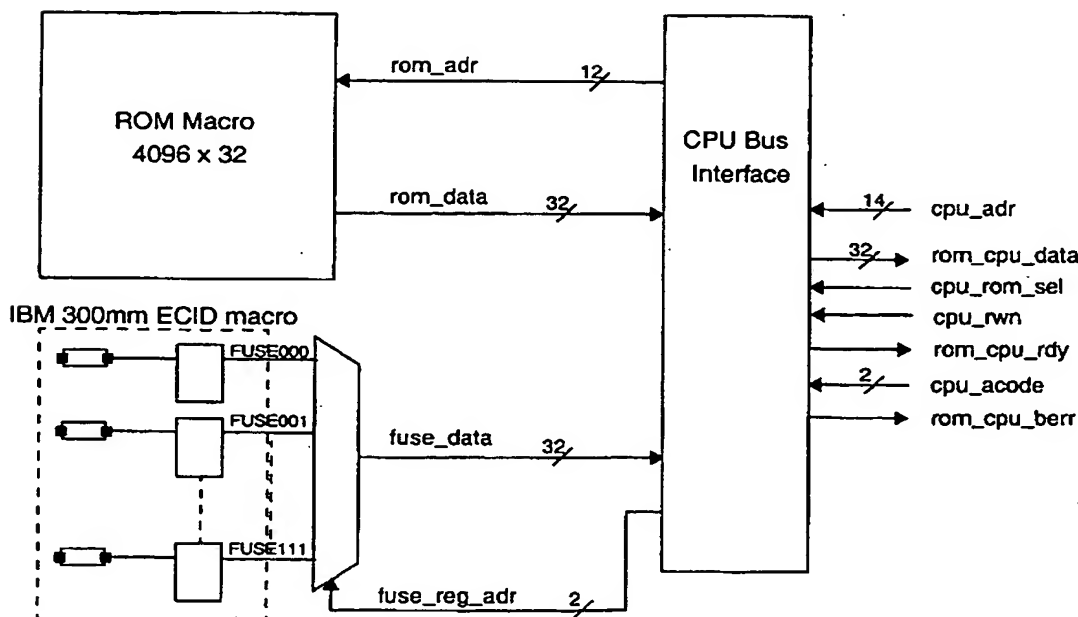 rom_adr
12
ROM Macro
4096 x 32
CPU Bus
Interface
rom_data
32
14
cpu_adr
32
rom_cpu_data
cpu_rom_sel
cpu_rwn
rom_cpu_rdy
2
cpu_acode
rom_cpu_berr
IBM 300mm ECID macro
FUSE000
FUSE001
fuse_data
32
FUSE111
fuse_reg_adr
2